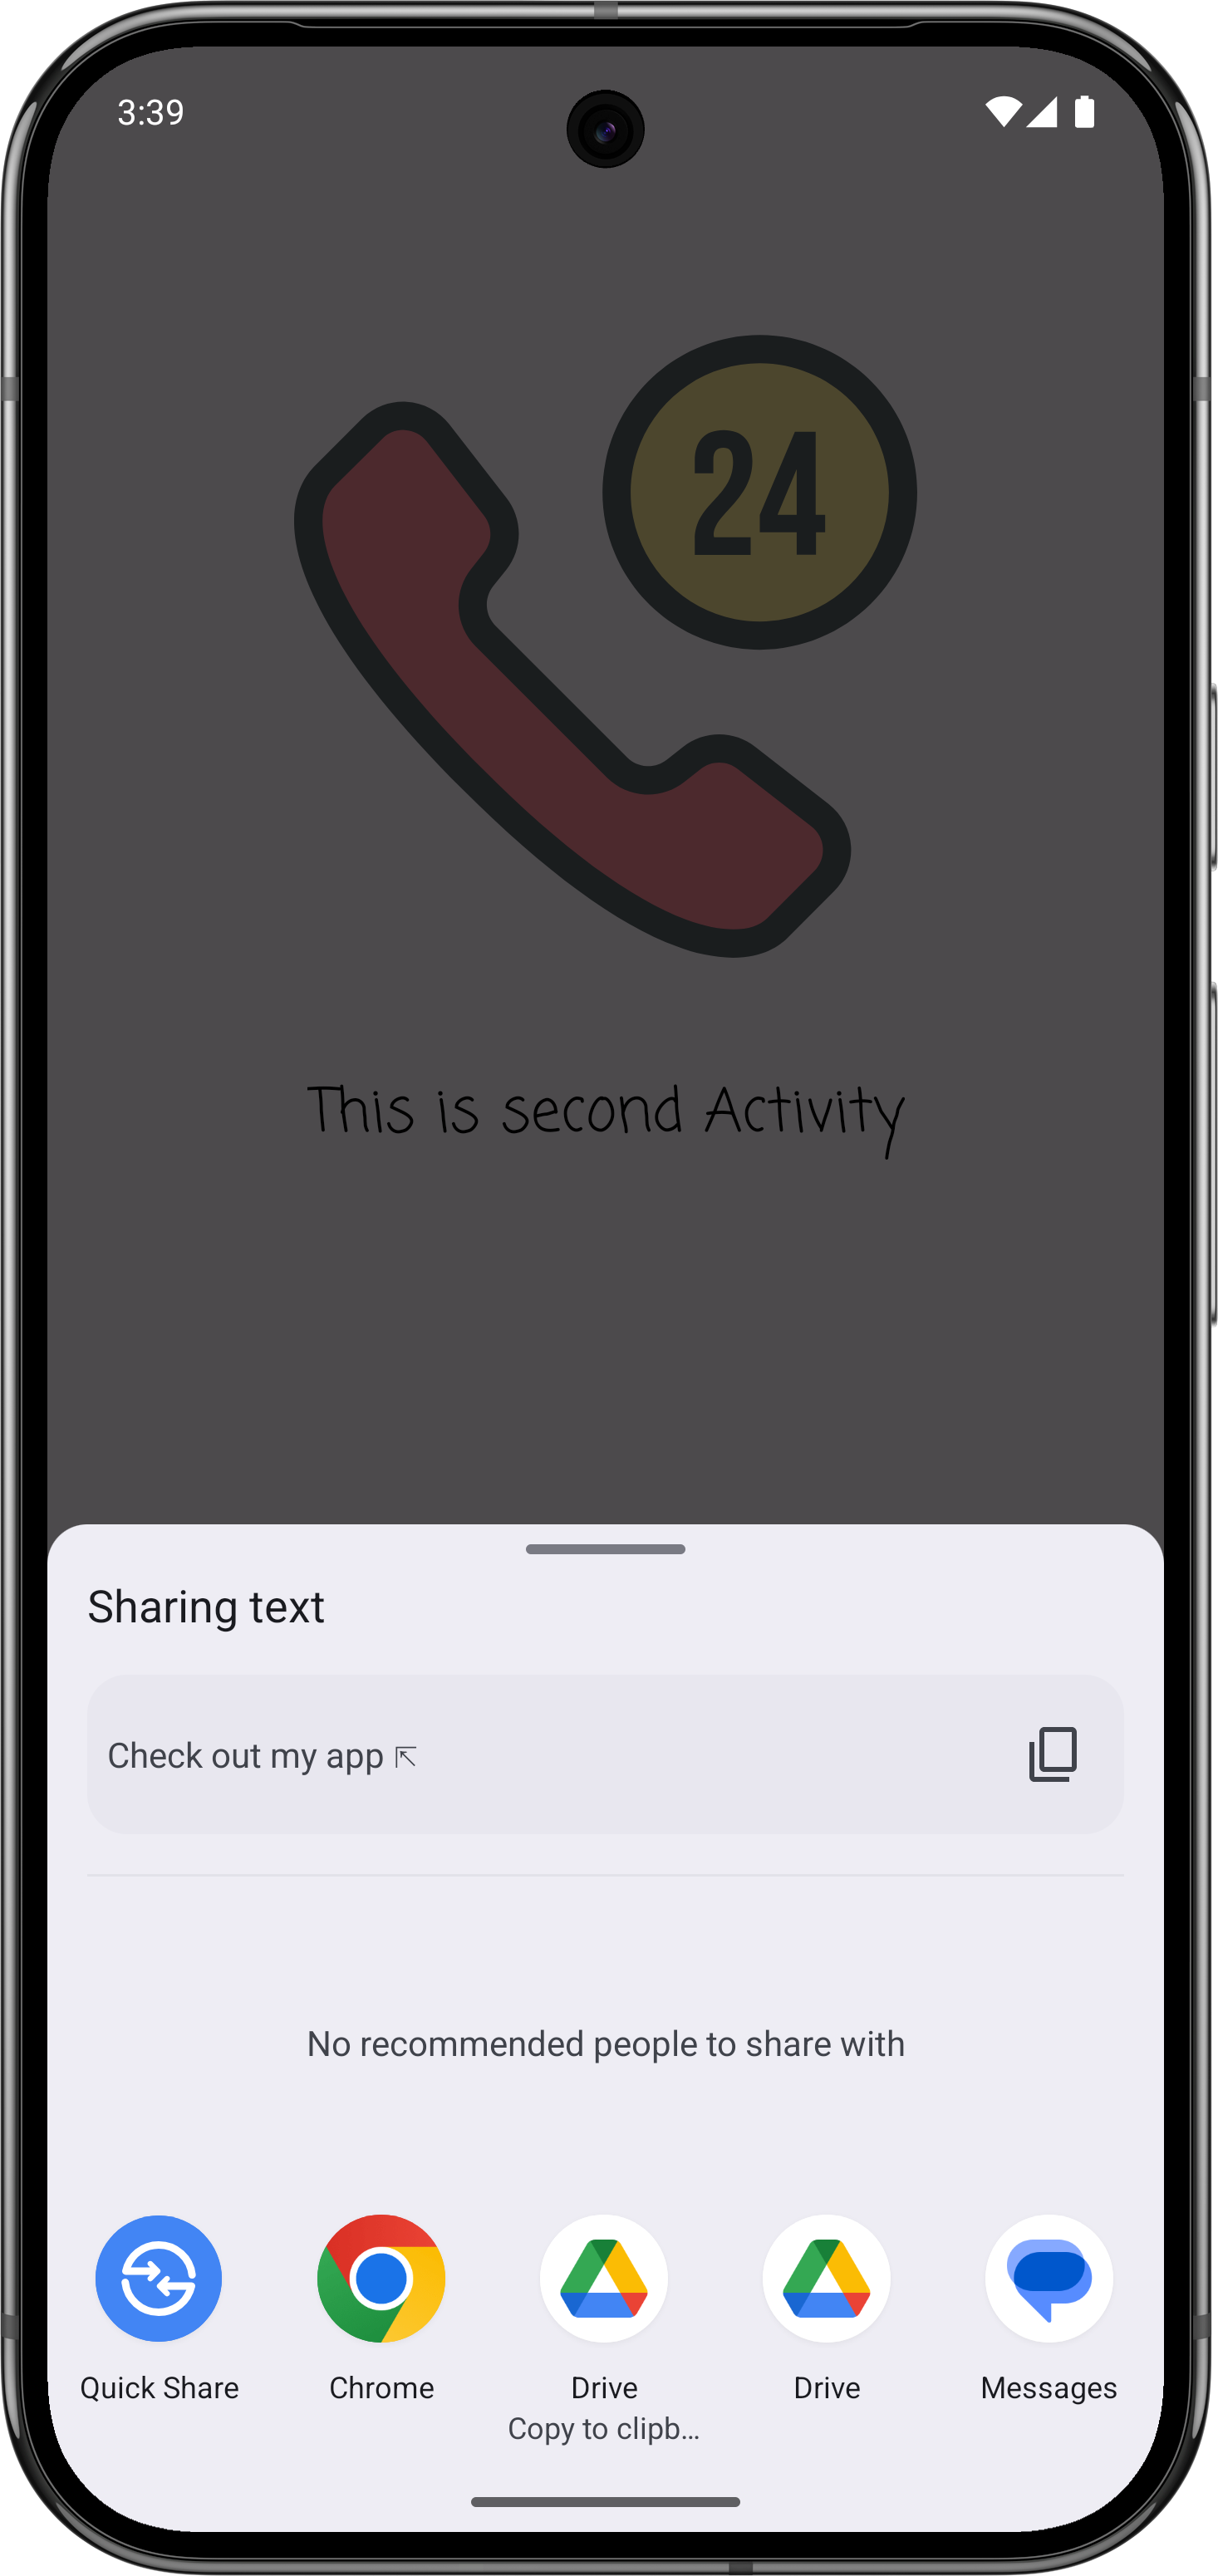 3:39
24
This is second Activity
Sharing text
Check out my app ⇱
No recommended people to share with
Quick Share
Chrome
Drive
Drive
Messages
Copy to clipb...